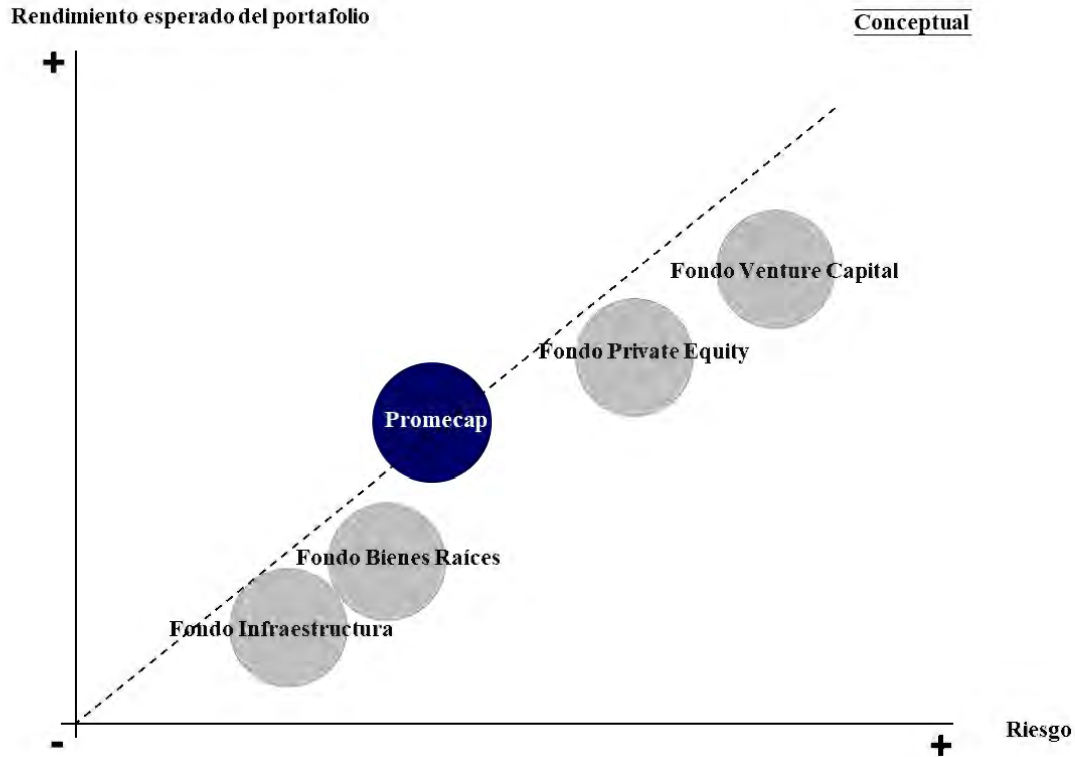 Rendimiento esperado del portafolio
Conceptual
+
Fondo Venture Capital
Fondo Private Equity
Promecap
Fondo Bienes Raíces
Fondo Infraestructura
Riesgo
-
+